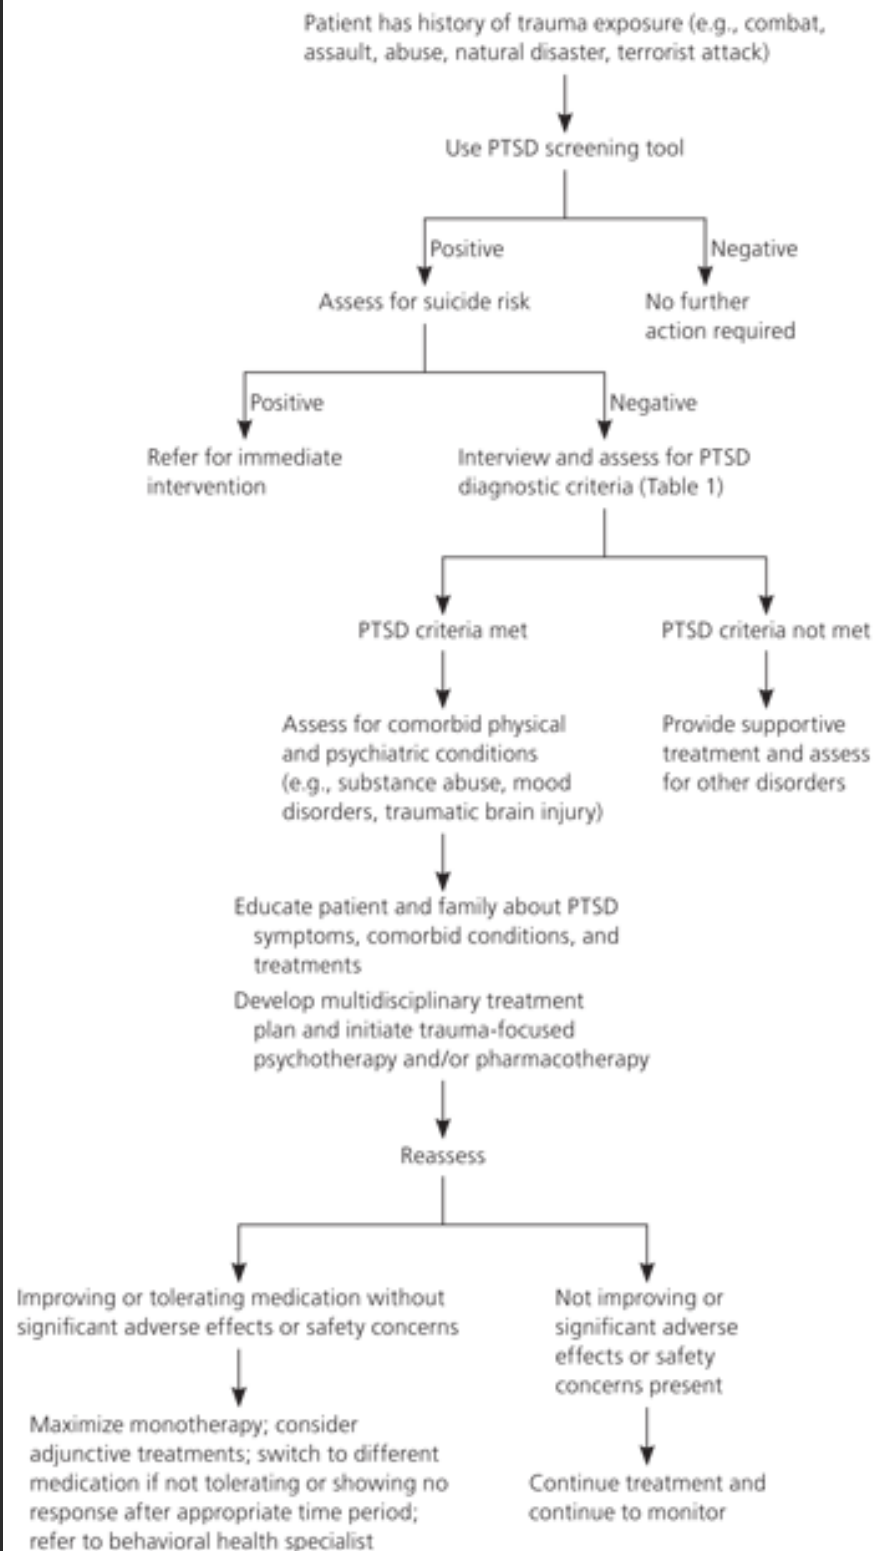 Patient has history of trauma exposure (e.g., combat,
assault, abuse, natural disaster, terrorist attack)
Use PTSD screening tool
Positive
Negative
Assess for suicide risk
No further
action required
Positive
Negative
Refer for immediate
intervention
Interview and assess for PTSD
diagnostic criteria (Table 1)
PTSD criteria met
PTSD criteria not met
Assess for comorbid physical
and psychiatric conditions
(e.g., substance abuse, mood
disorders, traumatic brain injury)
Provide supportive
treatment and assess
for other disorders
Educate patient and family about PTSD
symptoms, comorbid conditions, and
treatments
Develop multidisciplinary treatment
plan and initiate trauma-focused
psychotherapy and/or pharmacotherapy
Reassess
Improving or tolerating medication without
significant adverse effects or safety concerns
Not improving or
significant adverse
effects or safety
concerns present
Maximize monotherapy; consider
adjunctive treatments; switch to different
medication if not tolerating or showing no
response after appropriate time period;
refer to behavioral health specialist
Continue treatment and
continue to monitor